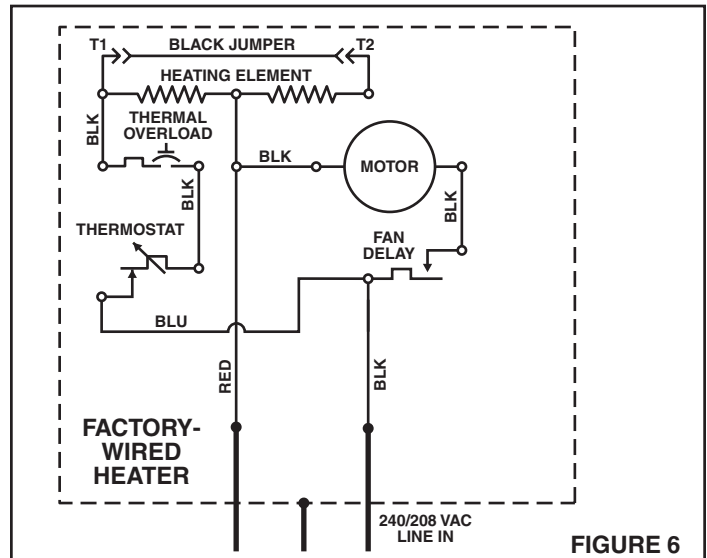 T1 BLACK JUMPER T2
HEATING ELEMENT
THERMAL
OVERLOAD
BLK
BLK
MOTOR
BLK
BLK
THERMOSTAT
FAN
DELAY
BLU
RED
BLK
FACTORY-
WIRED
HEATER
240/208 VAC
LINE IN
FIGURE 6